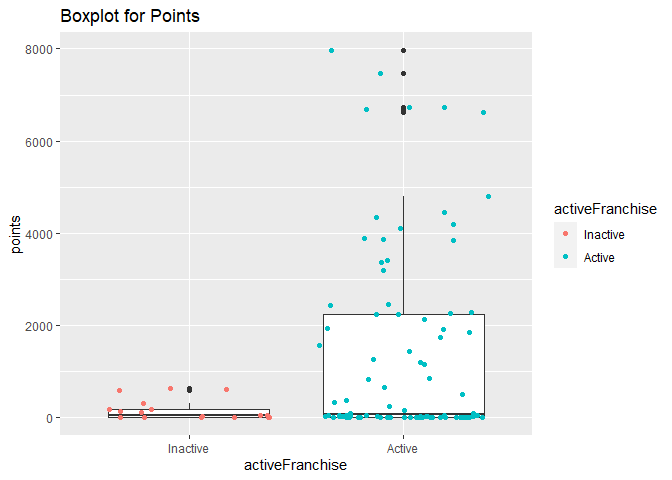 Boxplot for Points
8000
6000
4000
2000
0
points
Inactive
Active
activeFranchise
activeFranchise
Inactive
Active